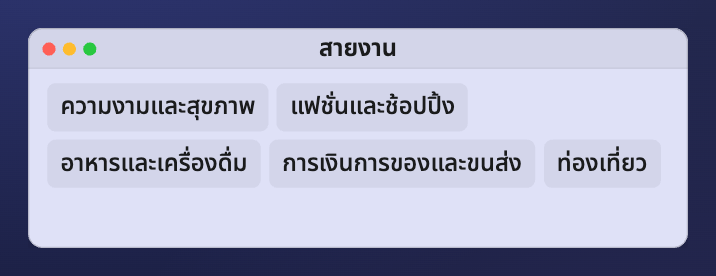 สายงาน
ความงามและสุขภาพ แฟชั่นและช้อปปิ้ง
อาหารและเครื่องดื่ม การเงินการของและขนส่ง ท่องเที่ยว